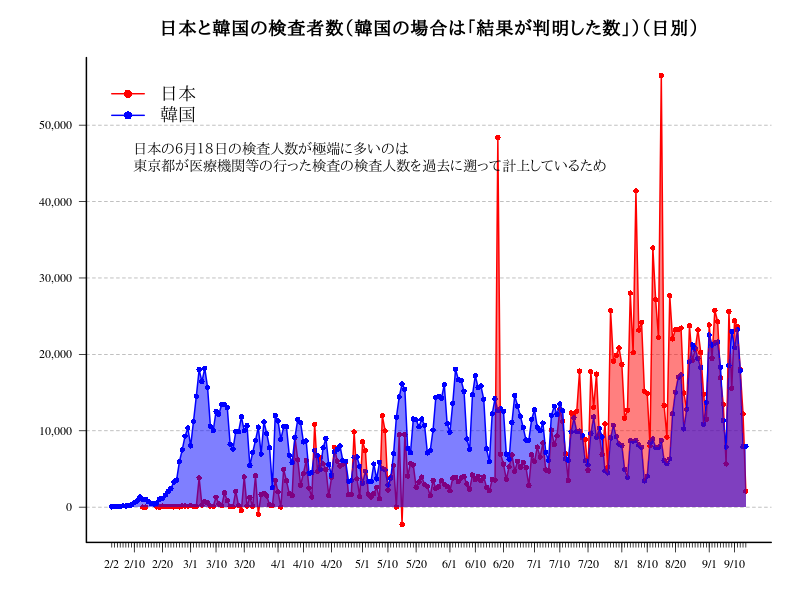 日本と韓国の検査者数（韓国の場合は「結果が判明した数」）（日別）
日本
韓国
日本の6月18日の検査人数が極端に多いのは
東京都が医療機関等の行った検査の検査人数を過去に遡って計上しているため
50,000
40,000
30,000
20,000
10,000
0
2/2 2/10 2/20 3/1 3/10 3/20 4/1 4/10 4/20 5/1 5/10 5/20 6/1 6/10 6/20 7/1 7/10 7/20 8/1 8/10 8/20 9/1 9/10